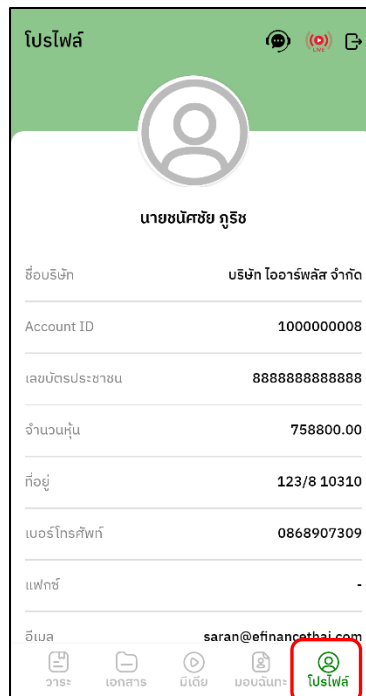 โปรไฟล์
LIVE
นายชนัศชัย ภูริช
ชื่อบริษัท บริษัท ไออาร์พลัส จำกัด
Account ID 1000000008
เลขบัตรประชาชน 8888888888888
จำนวนหุ้น 758800.00
ที่อยู่ 123/8 10310
เบอร์โทรศัพท์ 0868907309
แฟกซ์ -
อีเมล saran@efinancethai.com
วาระ เอกสาร มีเดีย มอบฉันทะ โปรไฟล์